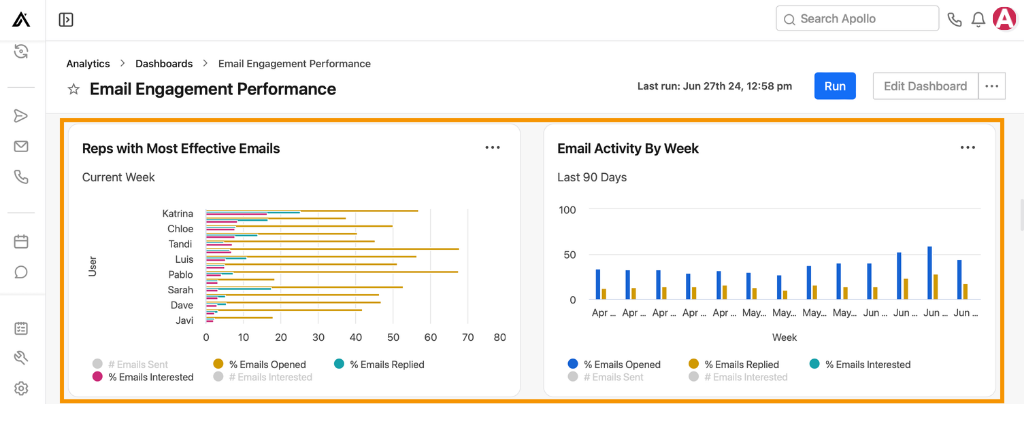 Search Apollo
A
Analytics > Dashboards > Email Engagement Performance
Email Engagement Performance
Last run: Jun 27th 24, 12:58 pm
Run
Edit Dashboard
Reps with Most Effective Emails
Current Week
User
Katrina
Chloe
Tandi
Luis
Pablo
Sarah
Dave
Javi
0 10 20 30 40 50 60 70 80
# Emails Sent % Emails Opened % Emails Replied
% Emails Interested # Emails Interested
Email Activity By Week
Last 90 Days
100
50
0
Apr ... Apr ... Apr ... Apr ... Apr ... May... May... May... May... Jun ... Jun ... Jun ... Jun ...
Week
% Emails Opened % Emails Replied % Emails Interested
# Emails Sent # Emails Interested